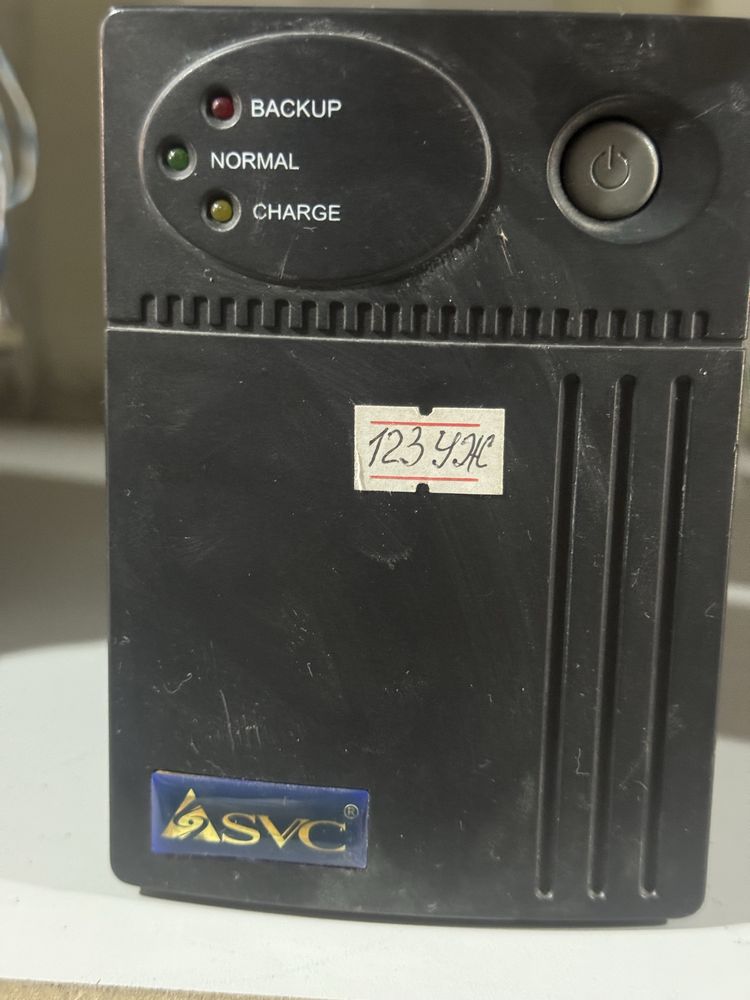 BACKUP
NORMAL
CHARGE
123 УЖ
SVC®